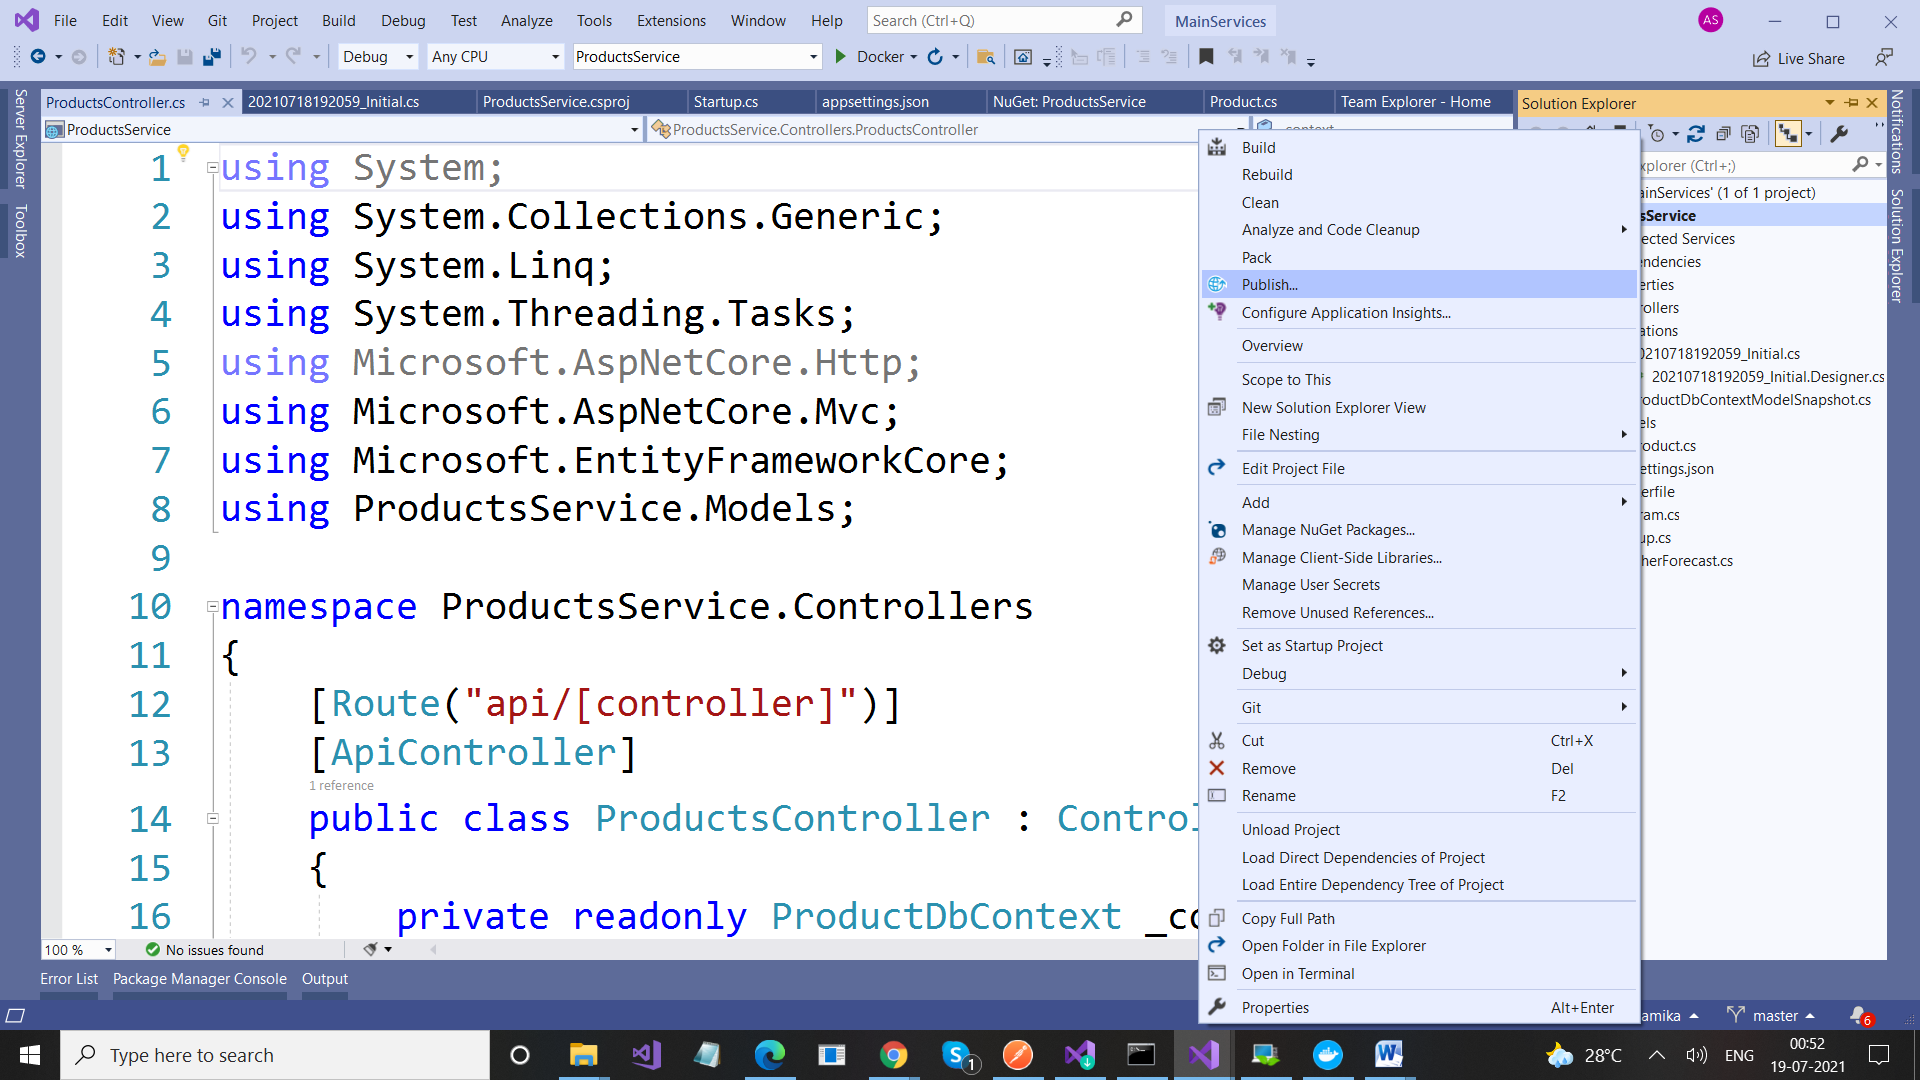 File Edit View Git Project Build Debug Test Analyze Tools Extensions Window Help Search (Ctrl+Q) MainServices AS
Debug Any CPU ProductsService Docker Live Share
Server Explorer
Toolbox
ProductsController.cs 20210718192059_Initial.cs ProductsService.csproj Startup.cs appsettings.json NuGet: ProductsService Product.cs Team Explorer - Home
ProductsService ProductsService.Controllers.ProductsController _context
1 using System;
2 using System.Collections.Generic;
3 using System.Linq;
4 using System.Threading.Tasks;
5 using Microsoft.AspNetCore.Http;
6 using Microsoft.AspNetCore.Mvc;
7 using Microsoft.EntityFrameworkCore;
8 using ProductsService.Models;
9
10 namespace ProductsService.Controllers
11 {
12 [Route("api/[controller]")]
13 [ApiController]
1 reference
14 public class ProductsController : Control
15 {
16 private readonly ProductDbContext _co
100 % No issues found
Error List Package Manager Console Output
Build
Rebuild
Clean
Analyze and Code Cleanup
Pack
Publish...
Configure Application Insights...
Overview
Scope to This
New Solution Explorer View
File Nesting
Edit Project File
Add
Manage NuGet Packages...
Manage Client-Side Libraries...
Manage User Secrets
Remove Unused References...
Set as Startup Project
Debug
Git
Cut Ctrl+X
Remove Del
Rename F2
Unload Project
Load Direct Dependencies of Project
Load Entire Dependency Tree of Project
Copy Full Path
Open Folder in File Explorer
Open in Terminal
Properties Alt+Enter
Solution Explorer
xplorer (Ctrl+;)
ainServices' (1 of 1 project)
sService
ected Services
endencies
erties
rollers
ations
0210718192059_Initial.cs
20210718192059_Initial.Designer.cs
oductDbContextModelSnapshot.cs
els
oduct.cs
ettings.json
erfile
ram.cs
up.cs
herForecast.cs
Notifications
Solution Explorer
amika master 6
Type here to search 1 28°C ENG 00:52
19-07-2021